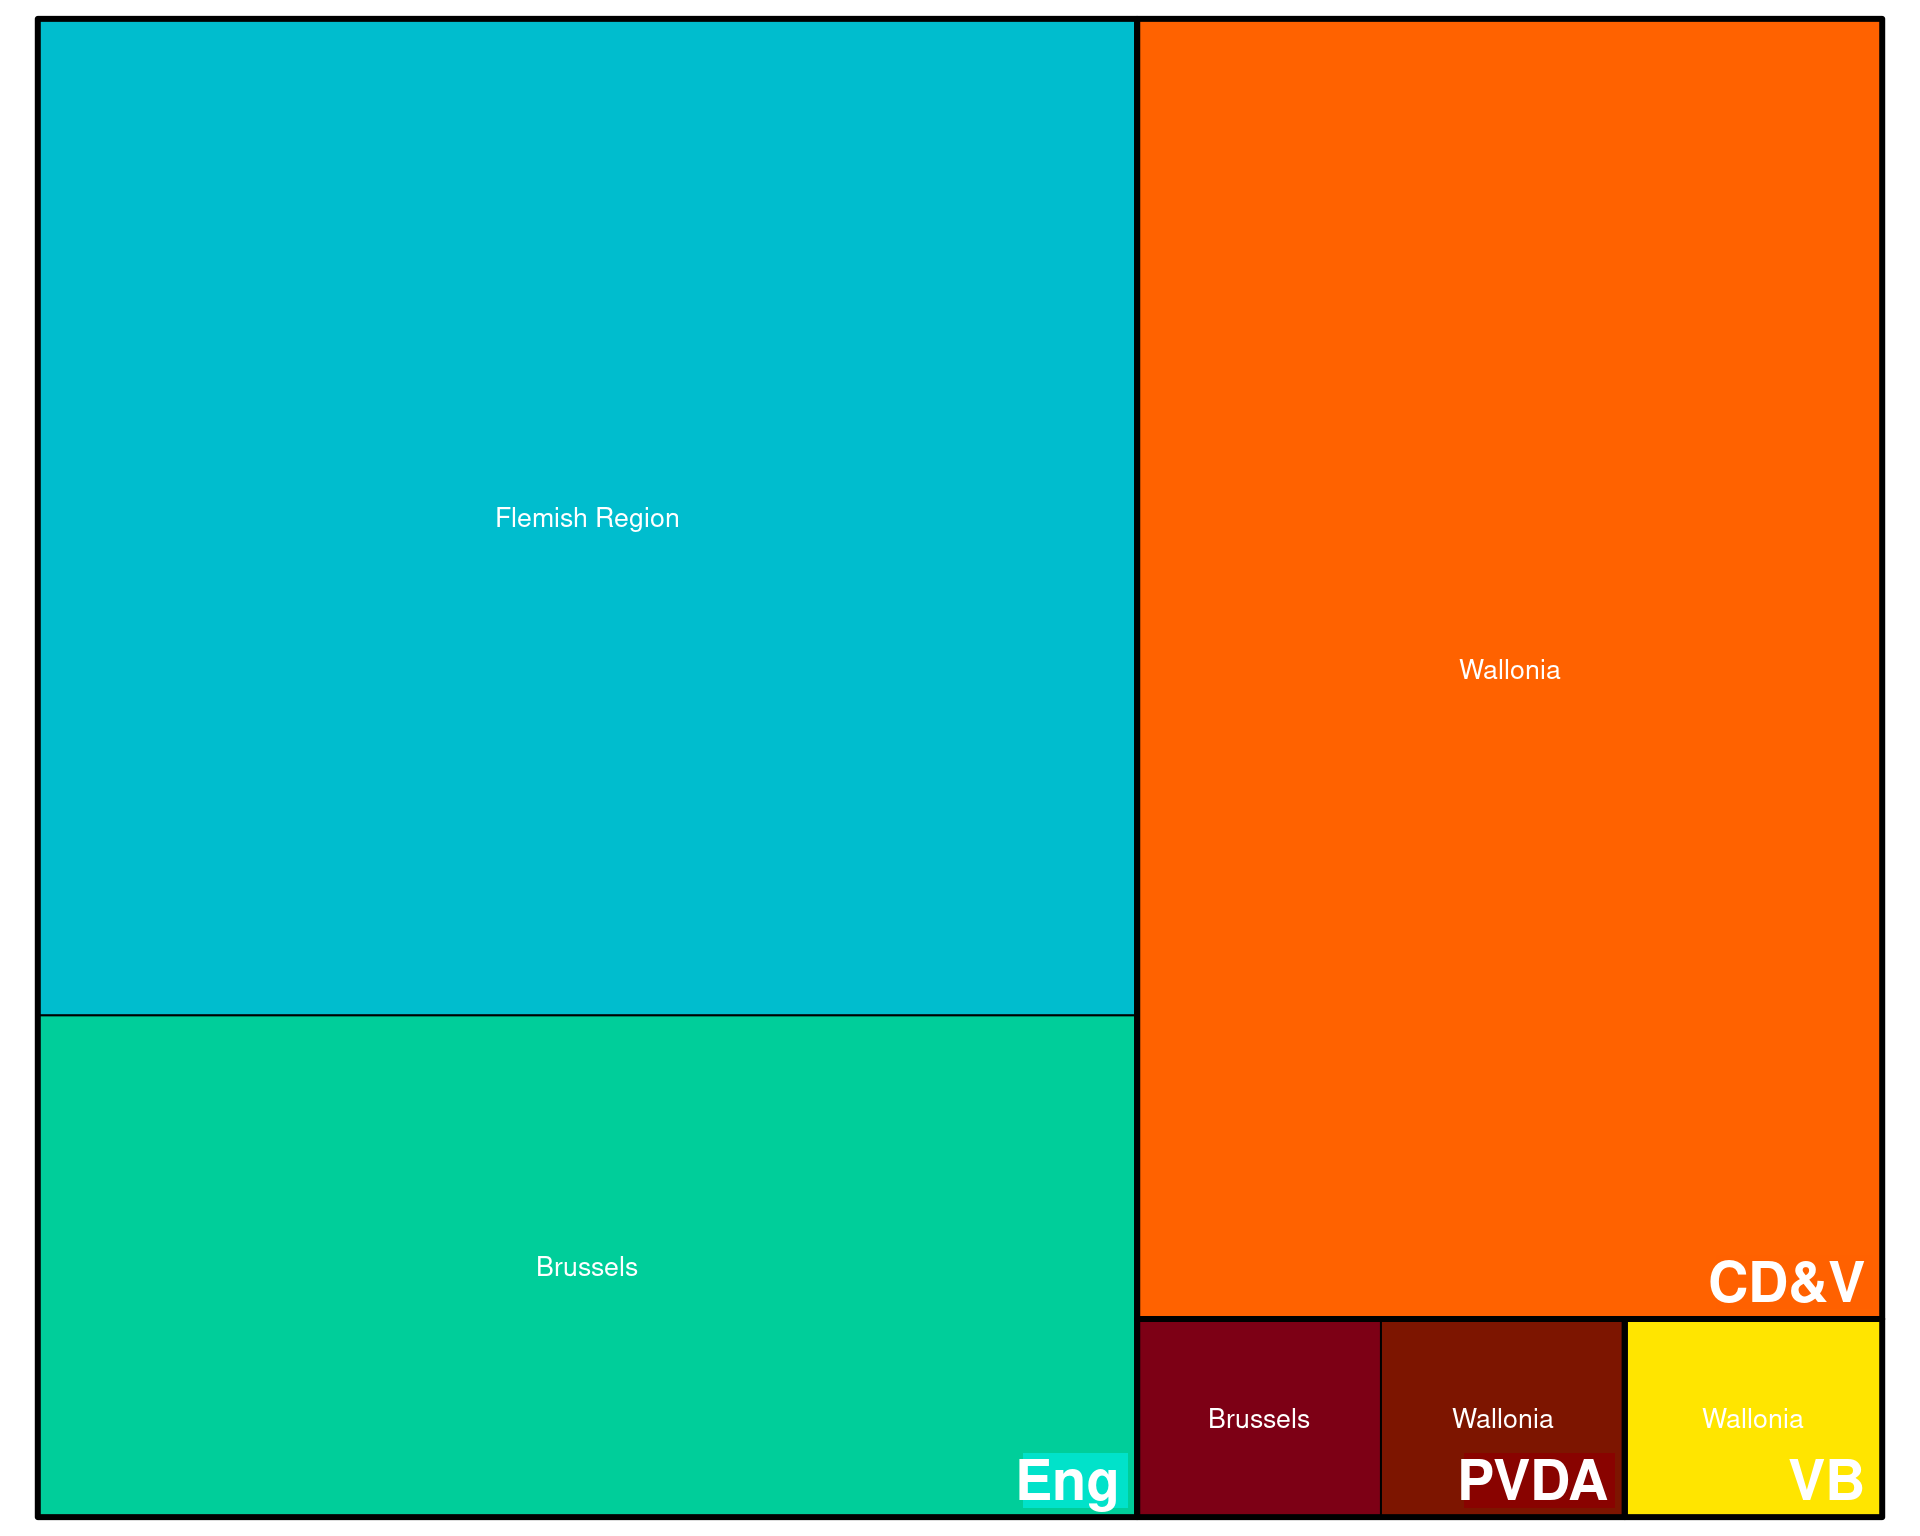 Flemish Region
Wallonia
Brussels
CD&V
Brussels
Wallonia
Wallonia
Eng
PVDA
VB